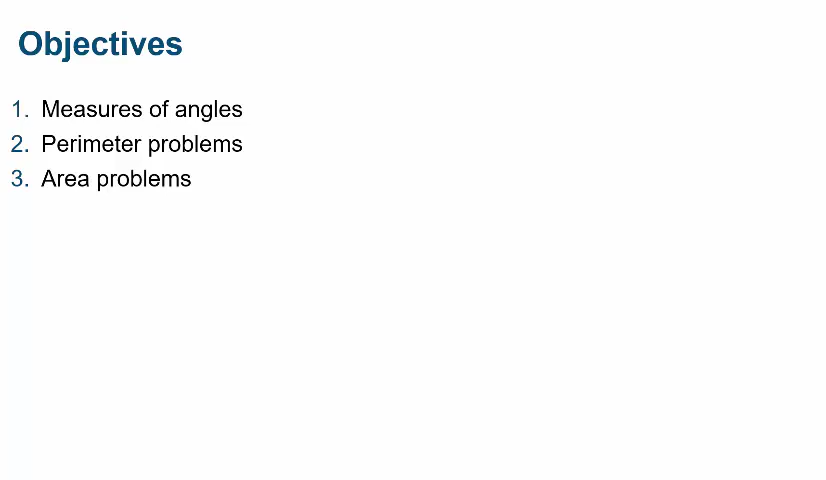 Objectives
1. Measures of angles
2. Perimeter problems
3. Area problems